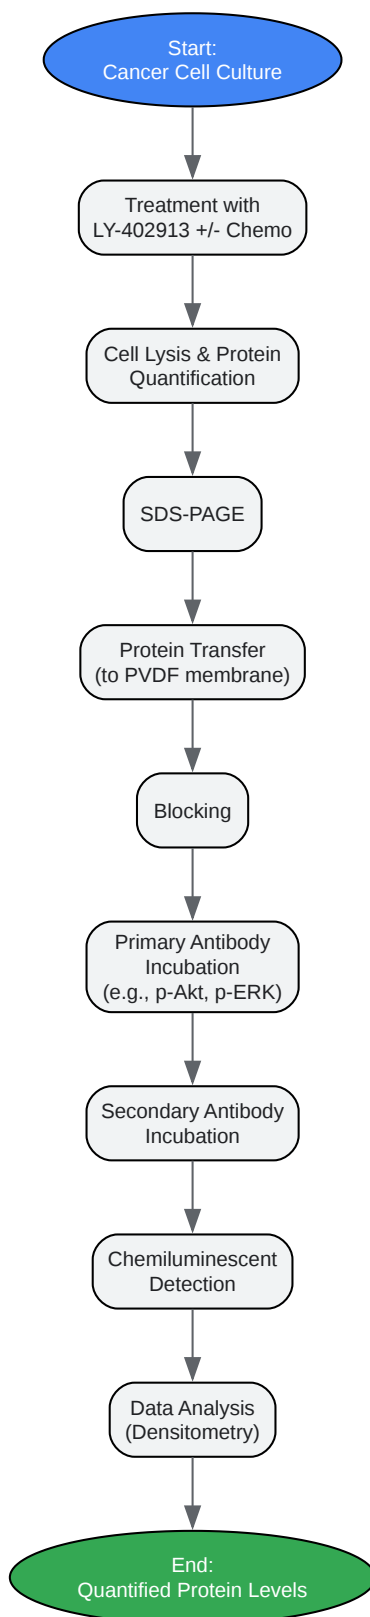 Start:
Cancer Cell Culture
Treatment with
LY-402913 +/- Chemo
Cell Lysis & Protein
Quantification
SDS-PAGE
Protein Transfer
(to PVDF membrane)
Blocking
Primary Antibody
Incubation
(e.g., p-Akt, p-ERK)
Secondary Antibody
Incubation
Chemiluminescent
Detection
Data Analysis
(Densitometry)
End:
Quantified Protein Levels